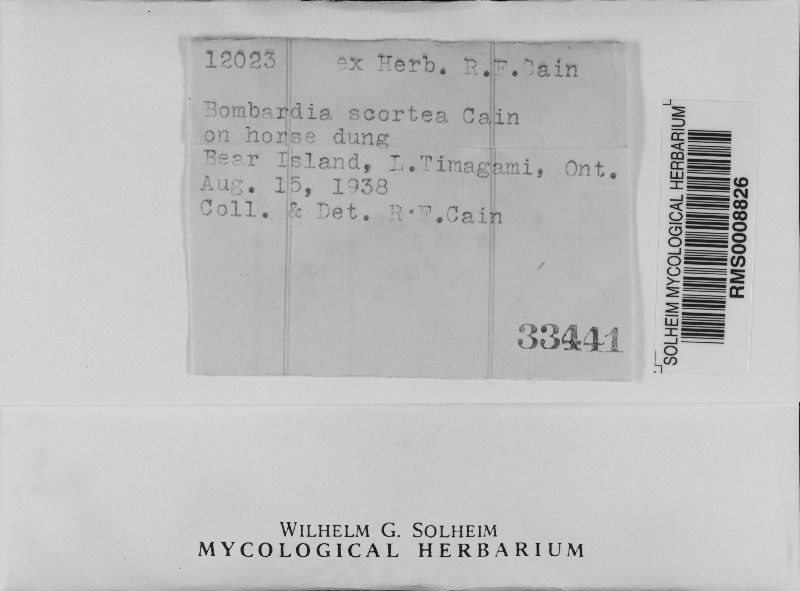 12023 ex Herb. R.F.Cain
Bombardia scortea Cain
on horse dung
Bear Island, L.Timagami, Ont.
Aug. 15, 1938
Coll. & Det. R.F.Cain
33441
SOLHEIM MYCOLOGICAL HERBARIUM
RMS0008826
WILHELM G. SOLHEIM
MYCOLOGICAL HERBARIUM